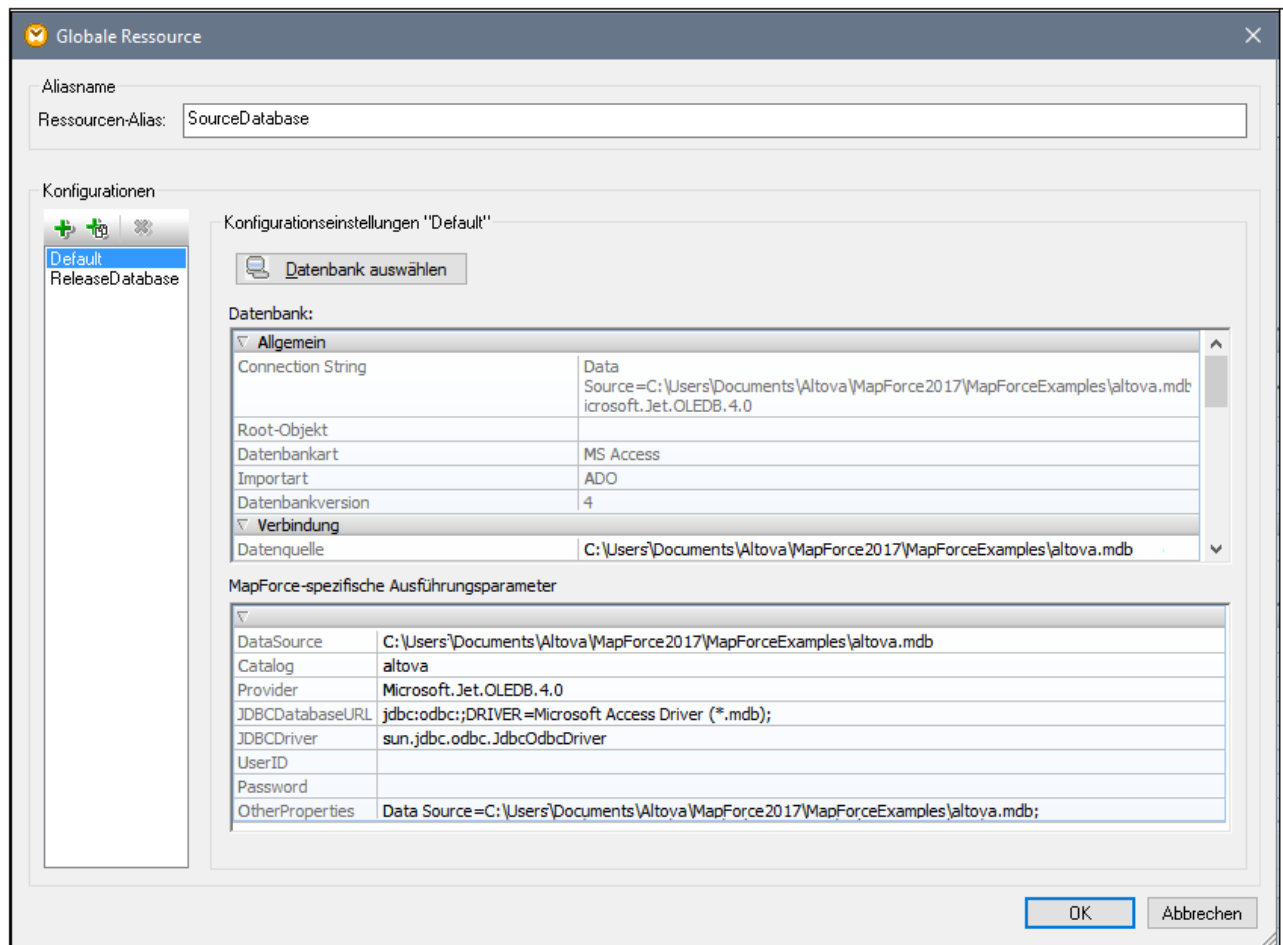 Globale Ressource
Aliasname
Ressourcen-Alias: SourceDatabase
Konfigurationen
Default
ReleaseDatabase
Konfigurationseinstellungen "Default"
Datenbank auswählen
Datenbank:
Allgemein
Connection String Data
Source=C:\Users\Documents\Altova\MapForce2017\MapForceExamples\altova.mdb
icrosoft.Jet.OLEDB.4.0
Root-Objekt
Datenbankart MS Access
Importart ADO
Datenbankversion 4
Verbindung
Datenquelle C:\Users\Documents\Altova\MapForce2017\MapForceExamples\altova.mdb
MapForce-spezifische Ausführungsparameter
DataSource C:\Users\Documents\Altova\MapForce2017\MapForceExamples\altova.mdb
Catalog altova
Provider Microsoft.Jet.OLEDB.4.0
JDBCDatabaseURL jdbc:odbc:;DRIVER=Microsoft Access Driver (*.mdb);
JDBCDriver sun.jdbc.odbc.JdbcOdbcDriver
UserID
Password
OtherProperties Data Source=C:\Users\Documents\Altova\MapForce2017\MapForceExamples\altova.mdb;
OK Abbrechen